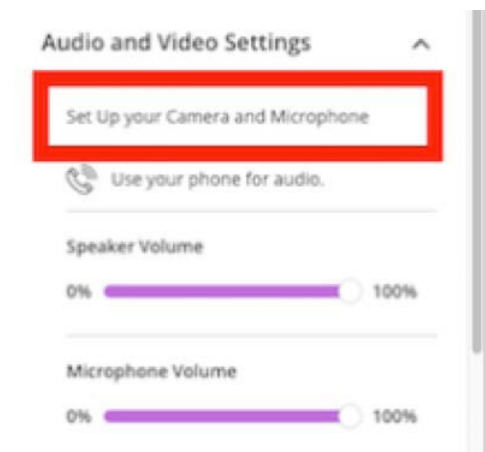 Audio and Video Settings
Set Up your Camera and Microphone
Use your phone for audio.
Speaker Volume
0% 100%
Microphone Volume
0% 100%